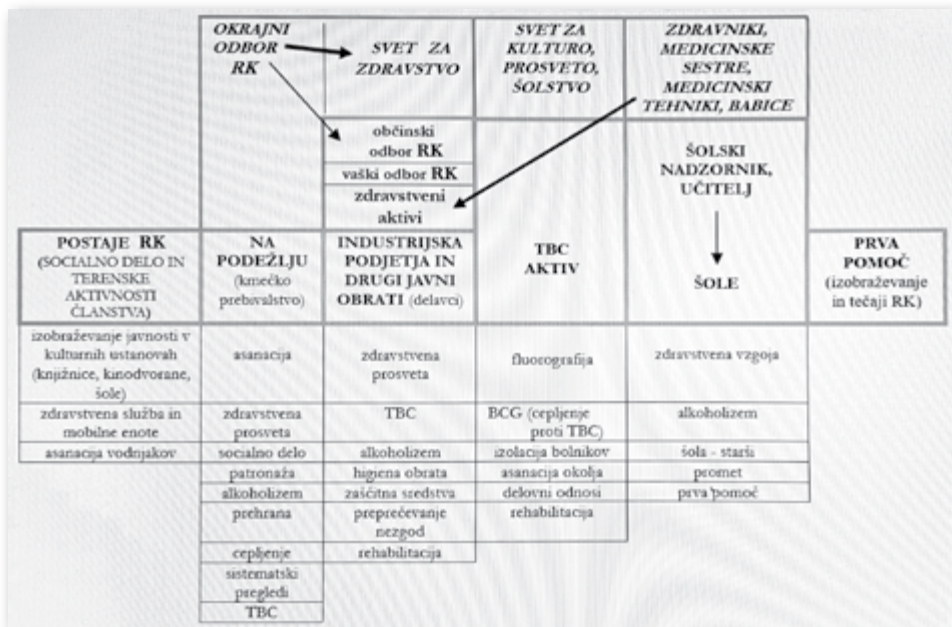 OKRAJNI
ODBOR
RK
SVET ZA
ZDRAVSTVO
SVET ZA
KULTURO,
PROSVETO,
ŠOLSTVO
ZDRAVNIKI,
MEDICINSKE
SESTRE,
MEDICINSKI
TEHNIKI, BABICE
občinski
odbor RK
vaški odbor RK
zdravstveni
aktivi
ŠOLSKI
NADZORNIK,
UČITELJ
POSTAJE RK
(SOCIALNO DELO IN
TERENSKE
AKTIVNOSTI
ČLANSTVA)
NA
PODEŽLJU
(kmečko
prebivalstvo)
INDUSTRIJSKA
PODJETJA IN
DRUGI JAVNI
OBRATI (delavci)
TBC
AKTIV
ŠOLE
PRVA
POMOČ
(izobraževanje
in tečaji RK)
izobraževanje javnosti v
kulturnih ustanovah
(knjižnice, kinodvorane,
šole)
asanacija
zdravstvena
prosveta
fluorografija
zdravstvena vzgoja
zdravstvena služba in
mobilne enote
zdravstvena
prosveta
TBC
BCG (cepljenje
proti TBC)
alkoholizem
asanacija vodnjakov
socialno delo
alkoholizem
izolacija bolnikov
šola - starši
patronaža
higiena obrata
asanacija okolja
promet
alkoholizem
zaščitna sredstva
delovni odnosi
prva pomoč
prehrana
preprečevanje
nezgod
rehabilitacija
cepljenje
rehabilitacija
sistematski
pregledi
TBC